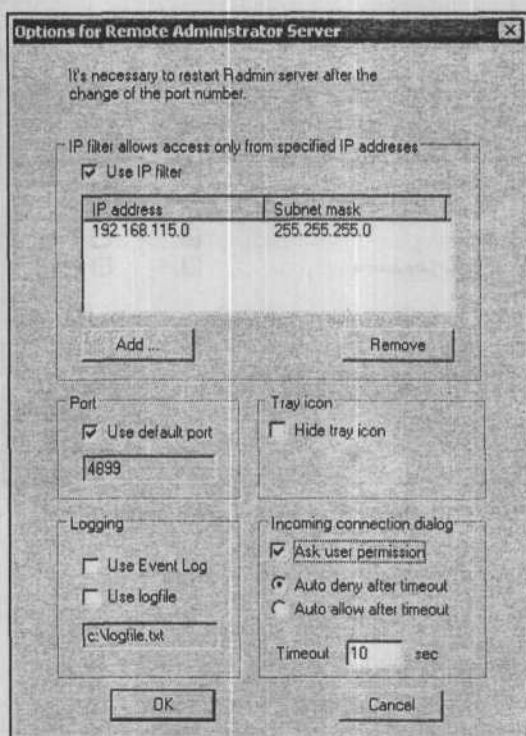 Options for Remote Administrator Server
It's necessary to restart Radmin server after the
change of the port number.
IP filter allows access only from specified IP addreses
Use IP filter
IP address Subnet mask
192.168.115.0 255.255.255.0
Add ... Remove
Port
Use default port
4899
Tray icon
Hide tray icon
Logging
Use Event Log
Use logfile
c:\logfile.txt
Incoming connection dialog
Ask user permission
Auto deny after timeout
Auto allow after timeout
Timeout 10 sec
OK Cancel